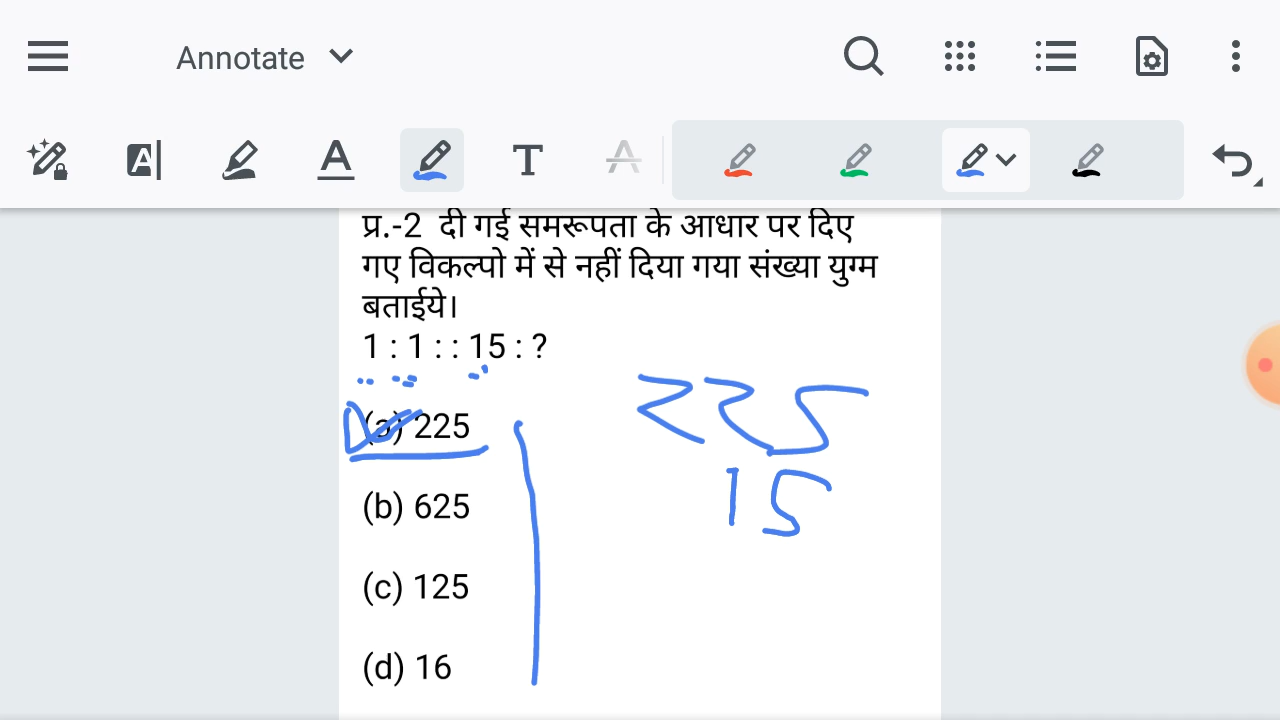 Annotate
प्र.-2 दी गई समरूपता के आधार पर दिए
गए विकल्पो में से नहीं दिया गया संख्या युग्म
बताईये।
1 : 1 : : 15 : ?
(a) 225
(b) 625
(c) 125
(d) 16
225
15